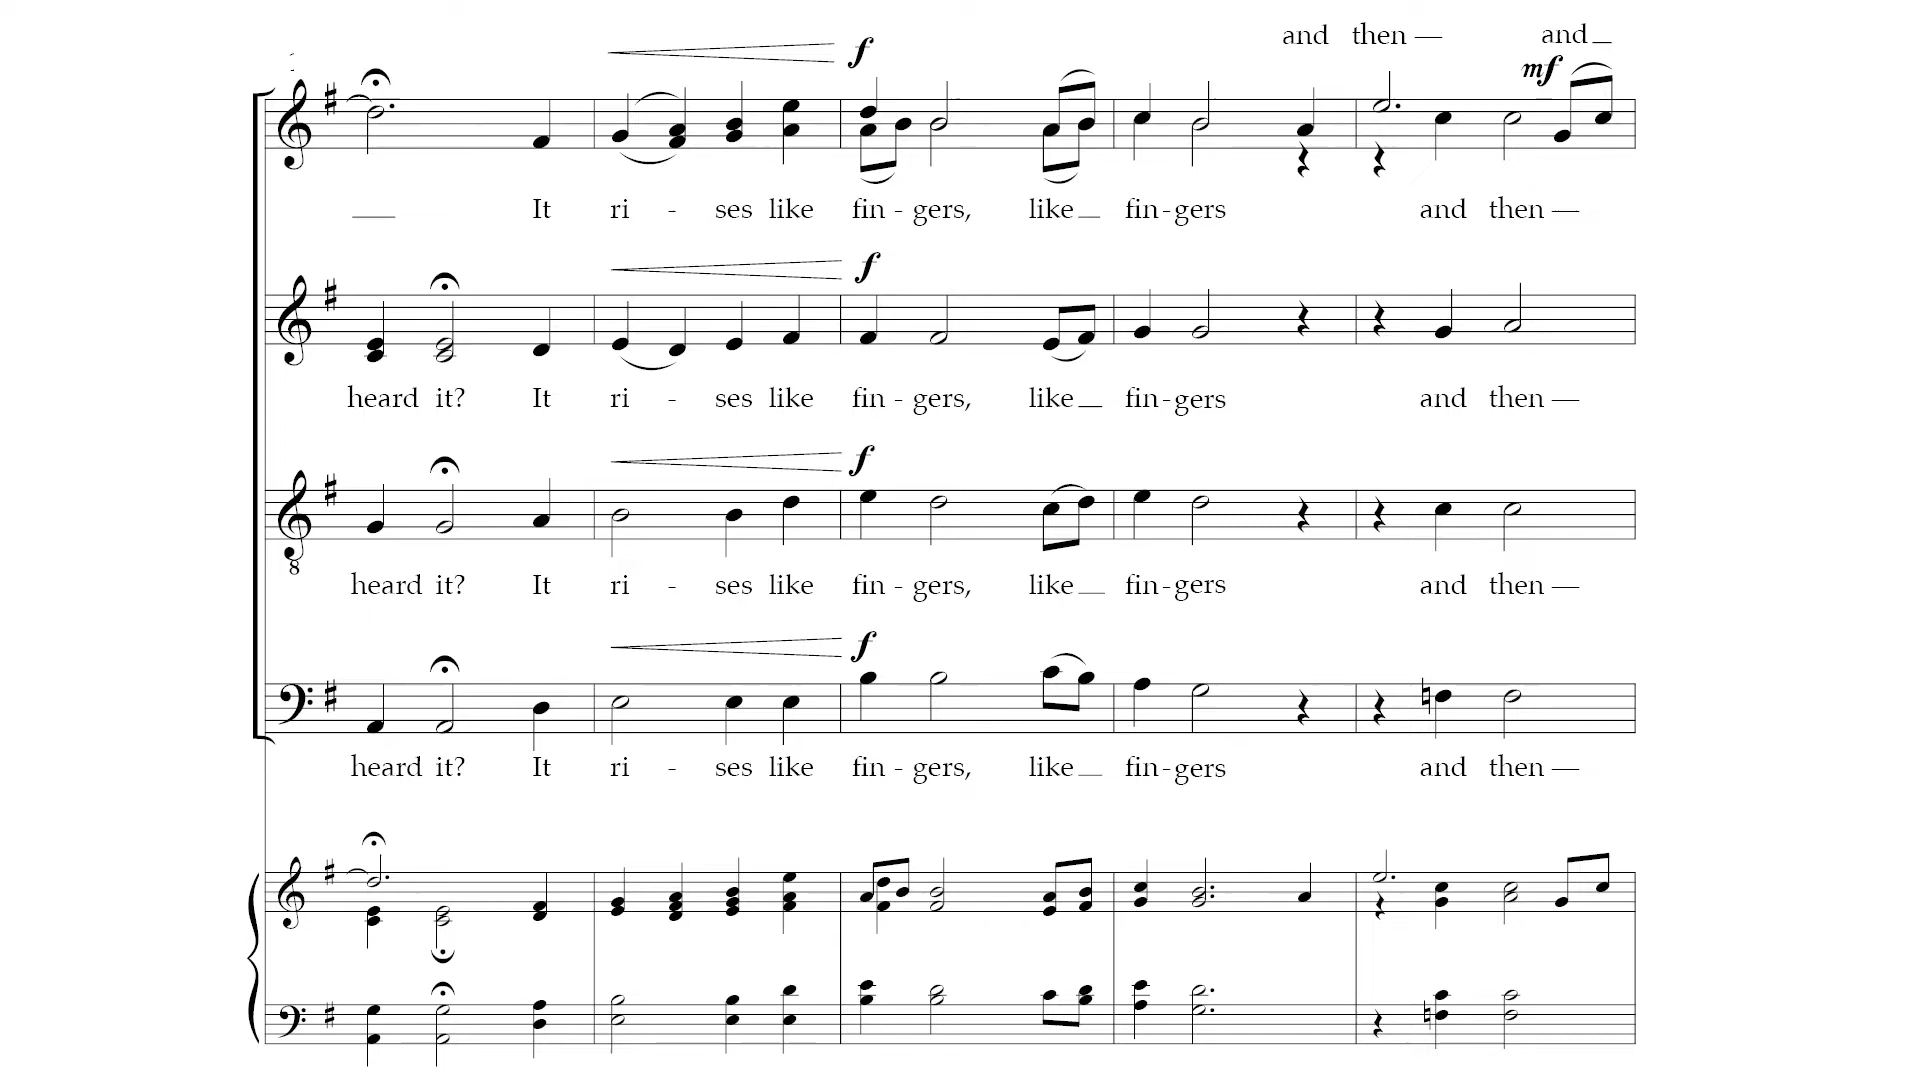 and then — and
f
mf
It ri - ses like fin - gers, like fin-gers and then —
f
heard it? It ri - ses like fin - gers, like fin-gers and then —
f
8
heard it? It ri - ses like fin - gers, like fin-gers and then —
f
heard it? It ri - ses like fin - gers, like fin-gers and then —